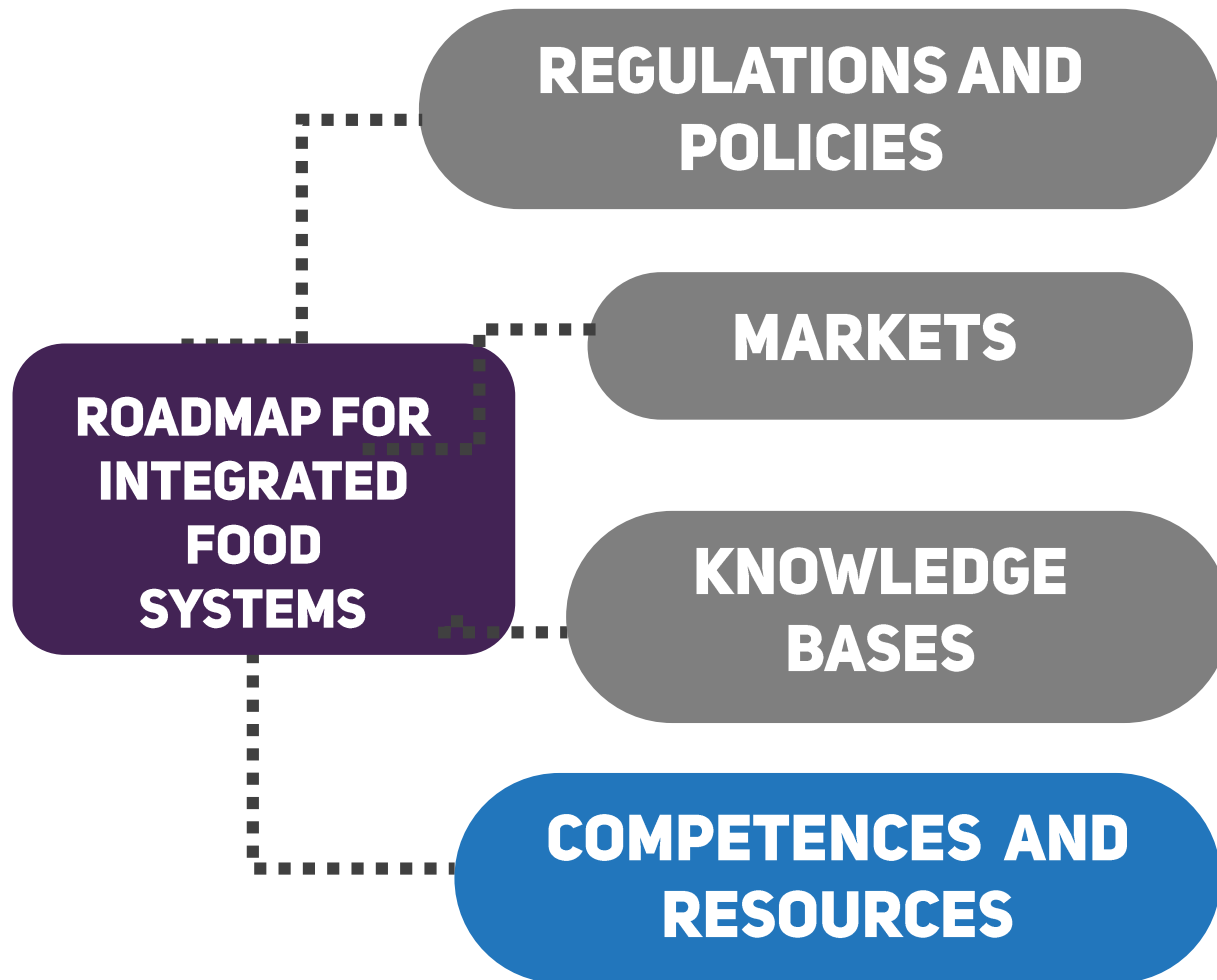 REGULATIONS AND
POLICIES
MARKETS
ROADMAP FOR
INTEGRATED
FOOD
SYSTEMS
KNOWLEDGE
BASES
COMPETENCES AND
RESOURCES